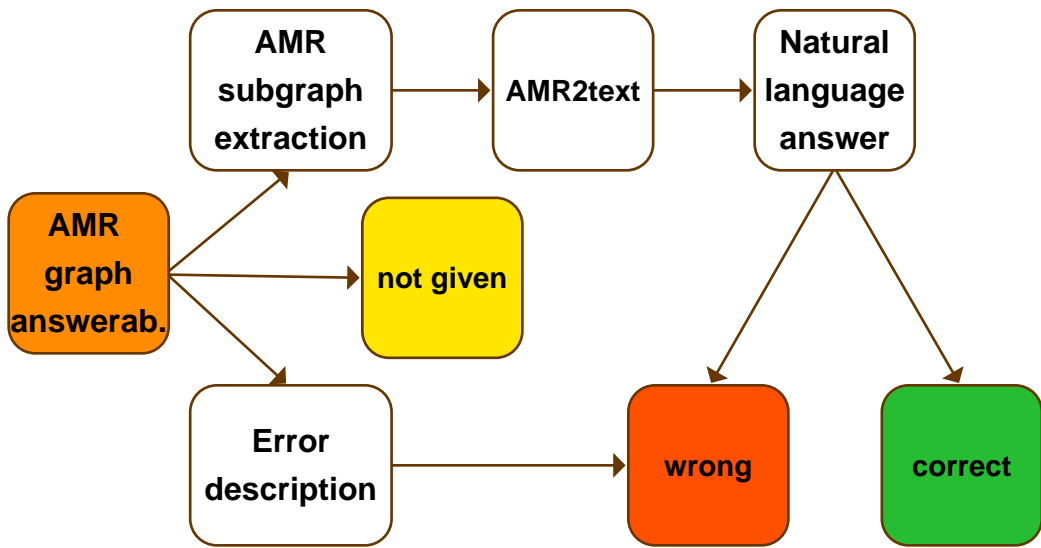 AMR
subgraph
extraction
AMR2text
Natural
language
answer
AMR
graph
answerab.
not given
Error
description
wrong
correct